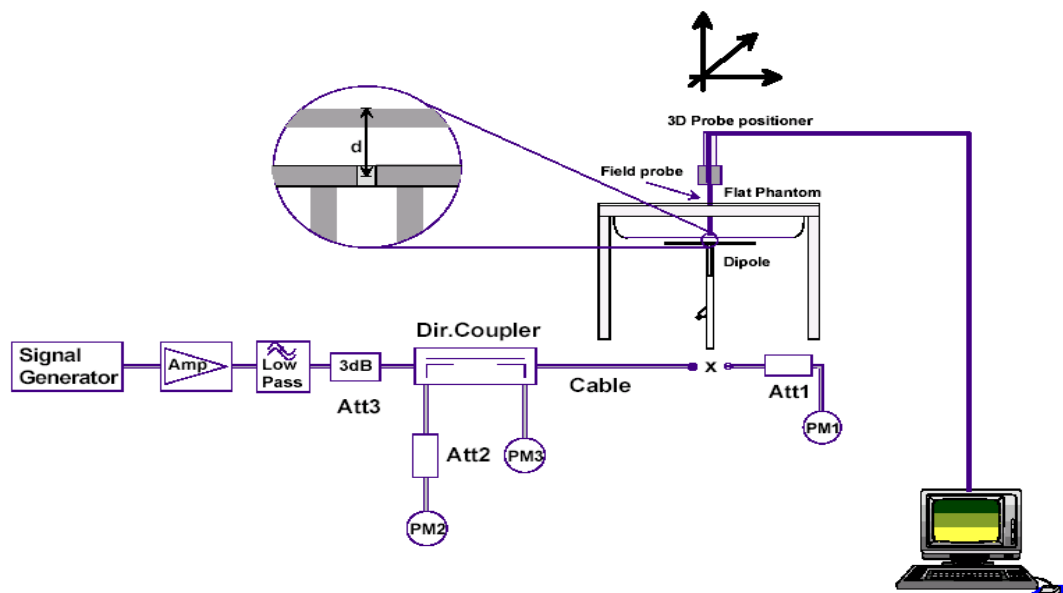 3D Probe positioner
d
Field probe
Flat Phantom
Dipole
Signal
Generator
Amp
Low
Pass
3dB
Att3
Dir.Coupler
Cable
x
Att1
PM1
Att2
PM3
PM2